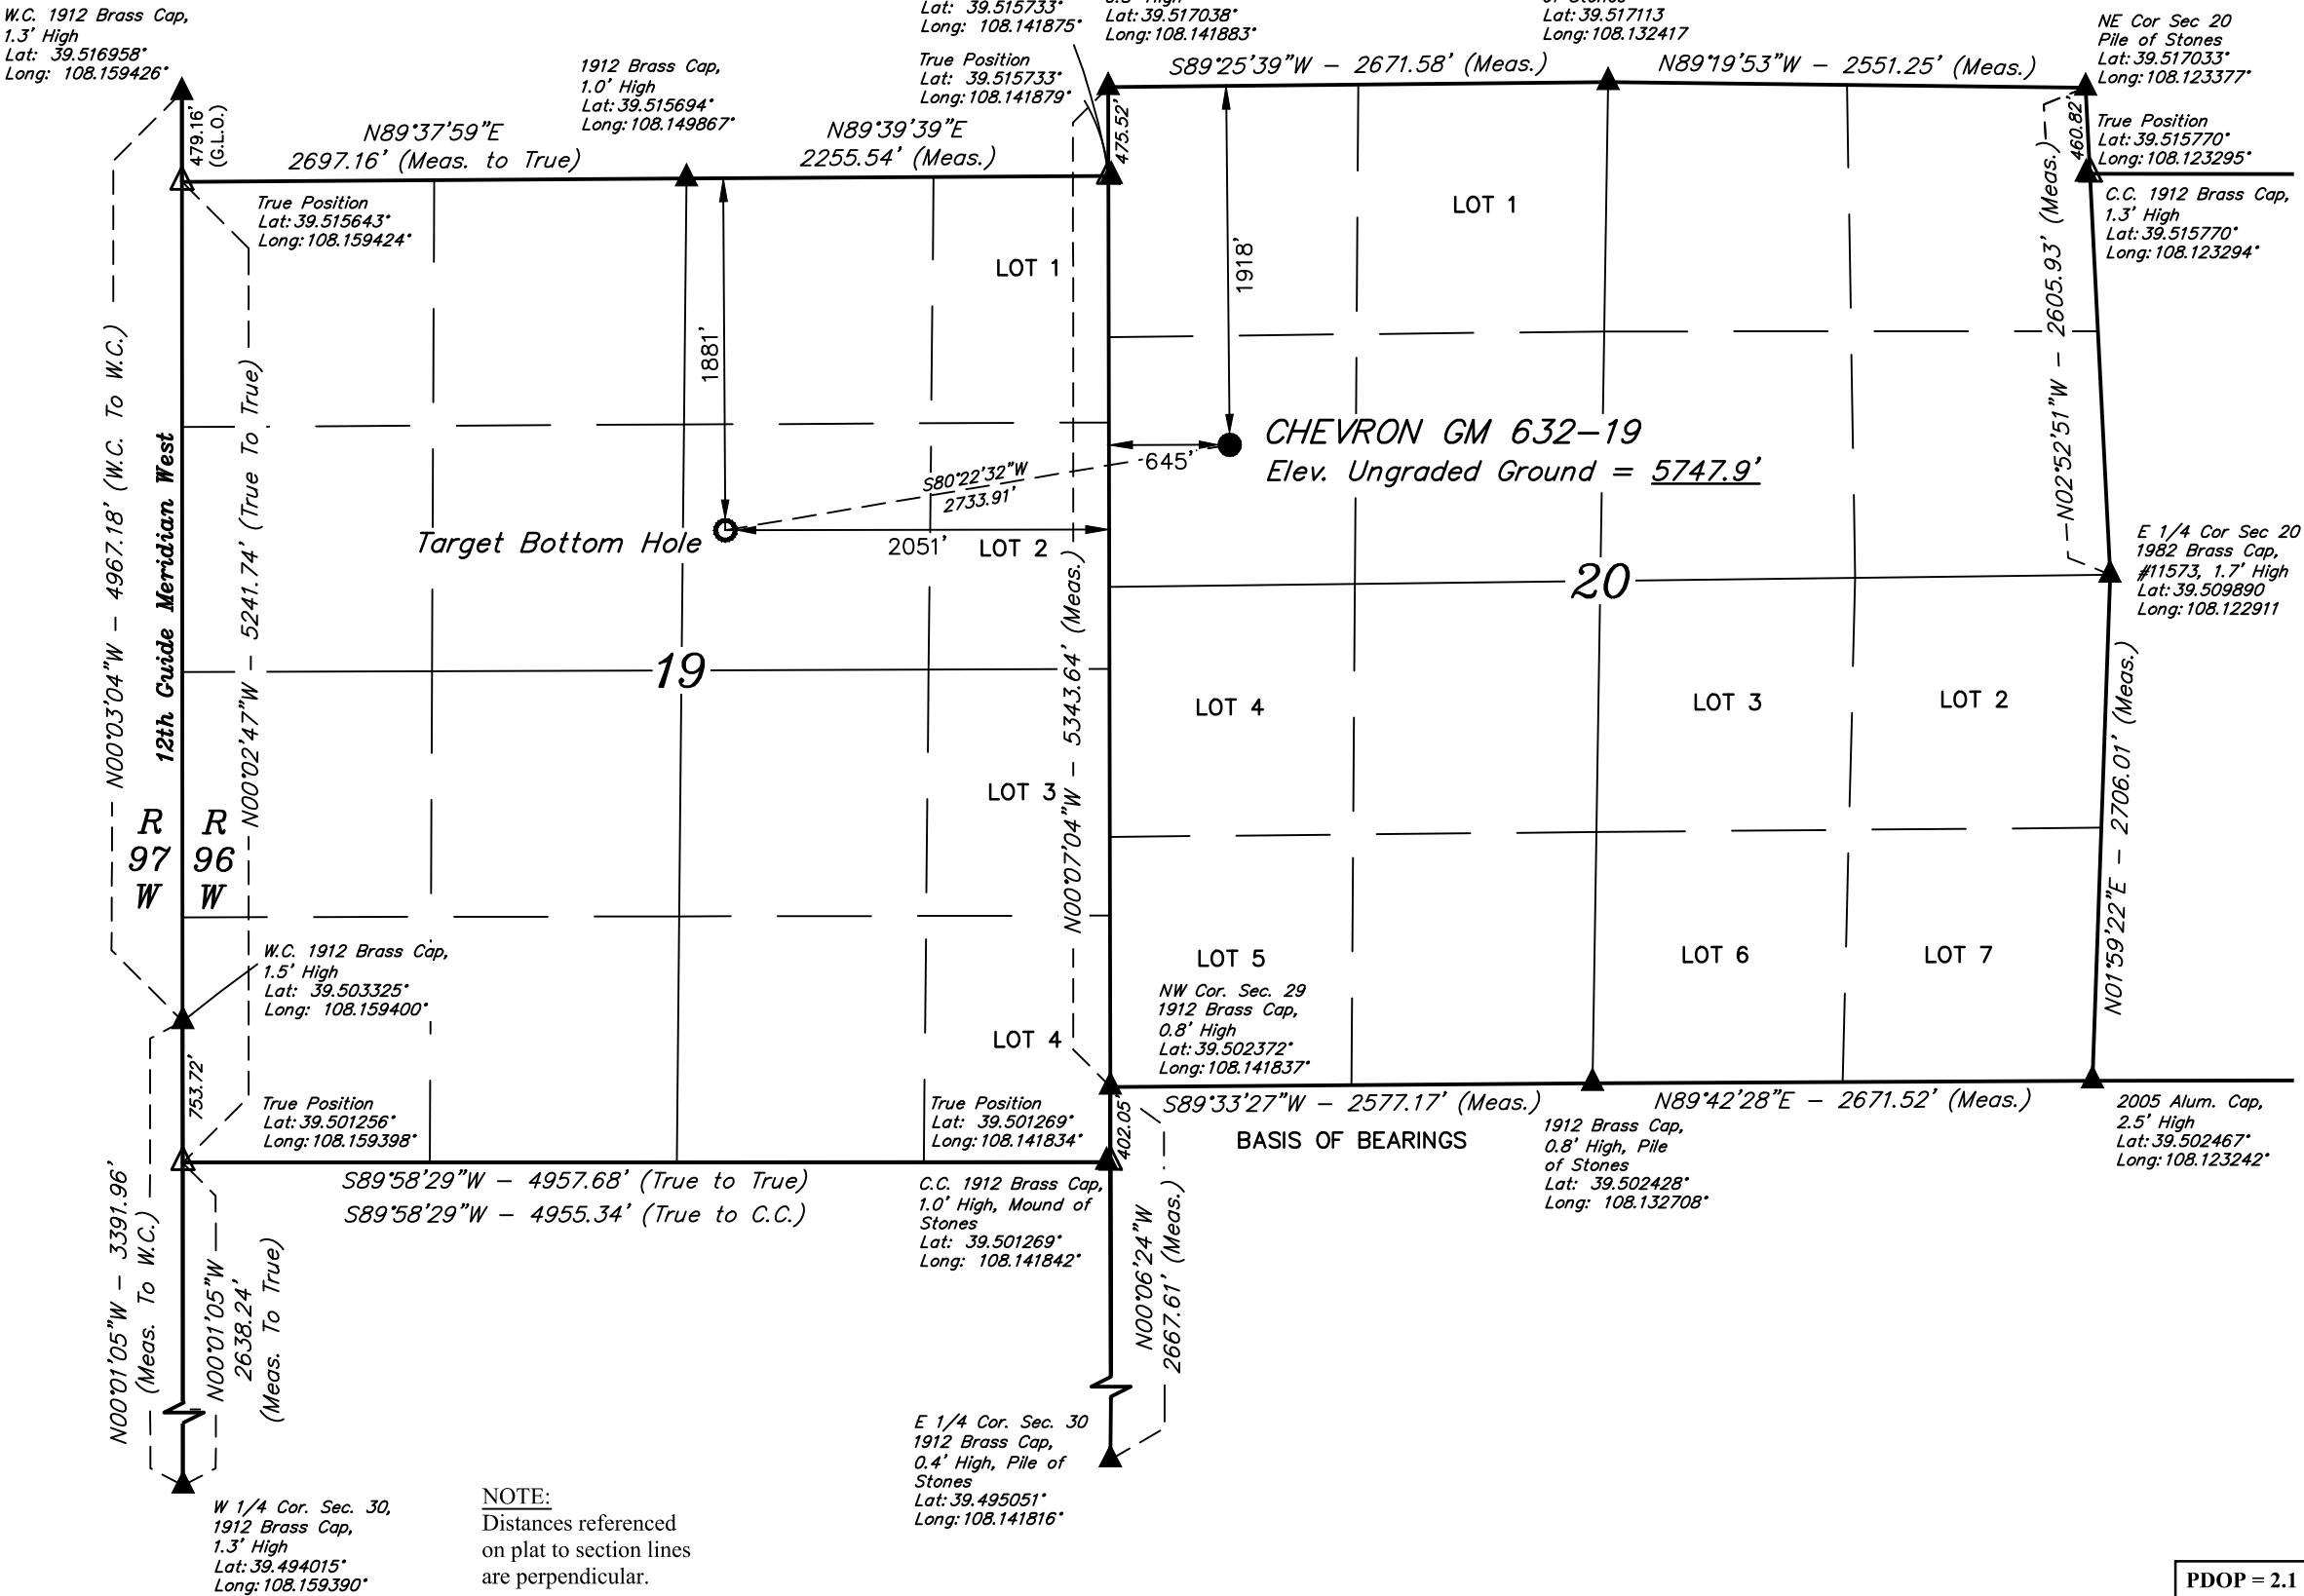 W.C. 1912 Brass Cap,
1.3' High
Lat: 39.516958°
Long: 108.159426°
479.16'
(G.L.O.)
N89°37'59"E
2697.16' (Meas. to True)
1912 Brass Cap,
1.0' High
Lat: 39.515694°
Long: 108.149867°
N89°39'39"E
2255.54' (Meas.)
Lat: 39.515733°
Long: 108.141875°
True Position
Lat: 39.515733°
Long: 108.141879°
Lat: 39.517038°
Long: 108.141883°
475.52'
S89°25'39"W - 2671.58' (Meas.)
of Stones
Lat: 39.517113
Long: 108.132417
N89°19'53"W - 2551.25' (Meas.)
NE Cor Sec 20
Pile of Stones
Lat: 39.517033°
Long: 108.123377°
460.82'
True Position
Lat: 39.515770°
Long: 108.123295°
C.C. 1912 Brass Cap,
1.3' High
Lat: 39.515770°
Long: 108.123294°
True Position
Lat: 39.515643°
Long: 108.159424°
LOT 1
LOT 1
1881'
1918'
N02°52'51"W - 2605.93' (Meas.)
CHEVRON GM 632-19
Elev. Ungraded Ground = 5747.9'
645'
S80°22'32"W
2733.91'
Target Bottom Hole
2051'
LOT 2
E 1/4 Cor Sec 20
1982 Brass Cap,
#11573, 1.7' High
Lat: 39.509890
Long: 108.122911
20
19
N00°03'04"W - 4967.18' (W.C. To W.C.)
12th Guide Meridian West
N00°02'47"W - 5241.74' (True To True)
N00°07'04"W - 5343.64' (Meas.)
LOT 4
LOT 3
LOT 2
N01°59'22"E - 2706.01' (Meas.)
LOT 3
R
97
W
R
96
W
W.C. 1912 Brass Cap,
1.5' High
Lat: 39.503325°
Long: 108.159400°
LOT 5
LOT 6
LOT 7
NW Cor. Sec. 29
1912 Brass Cap,
0.8' High
Lat: 39.502372°
Long: 108.141837°
LOT 4
753.72'
True Position
Lat: 39.501256°
Long: 108.159398°
True Position
Lat: 39.501269°
Long: 108.141834°
402.05'
S89°33'27"W - 2577.17' (Meas.)
BASIS OF BEARINGS
N89°42'28"E - 2671.52' (Meas.)
1912 Brass Cap,
0.8' High, Pile
of Stones
Lat: 39.502428°
Long: 108.132708°
2005 Alum. Cap,
2.5' High
Lat: 39.502467°
Long: 108.123242°
S89°58'29"W - 4957.68' (True to True)
S89°58'29"W - 4955.34' (True to C.C.)
C.C. 1912 Brass Cap,
1.0' High, Mound of
Stones
Lat: 39.501269°
Long: 108.141842°
N00°01'05"W - 3391.96'
(Meas. To W.C.)
N00°01'05"W
2638.24'
(Meas. To True)
N00°06'24"W
2667.61' (Meas.)
E 1/4 Cor. Sec. 30
1912 Brass Cap,
0.4' High, Pile of
Stones
Lat: 39.495051°
Long: 108.141816°
W 1/4 Cor. Sec. 30,
1912 Brass Cap,
1.3' High
Lat: 39.494015°
Long: 108.159390°
NOTE:
Distances referenced
on plat to section lines
are perpendicular.
PDOP = 2.1